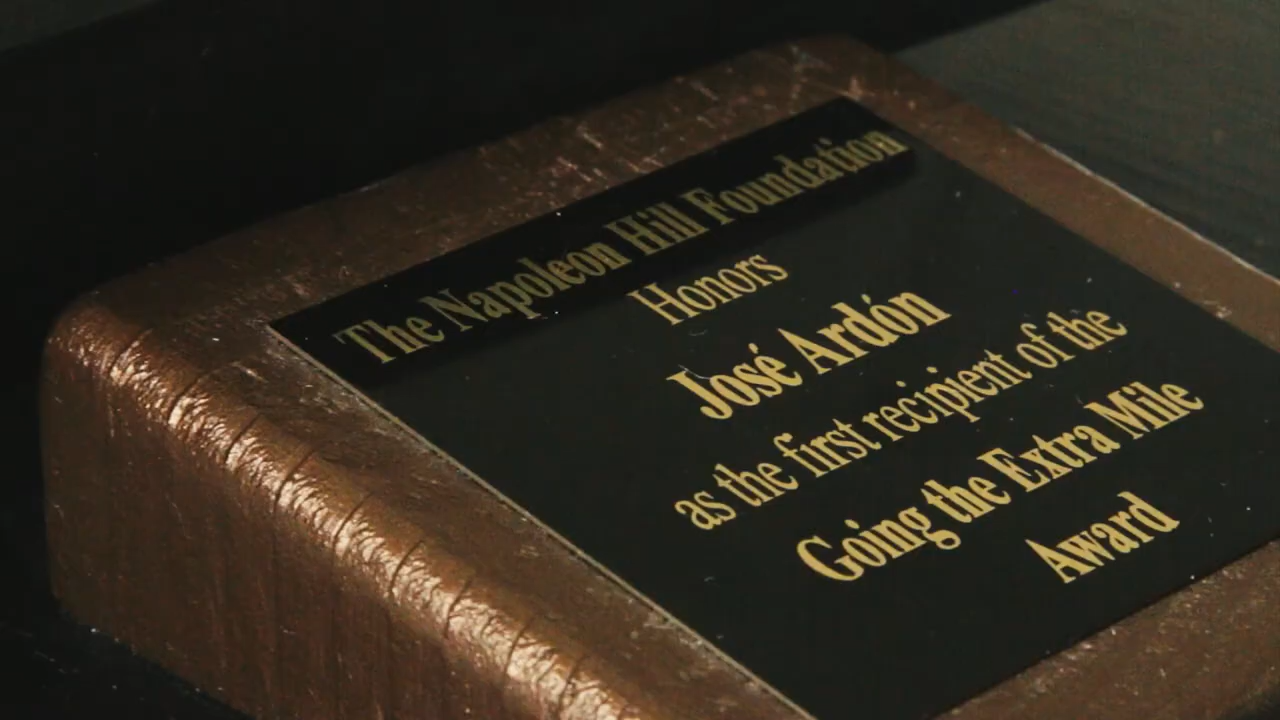 The Napoleon Hill Foundation
Honors
José Ardón
as the first recipient of the
Going the Extra Mile
Award